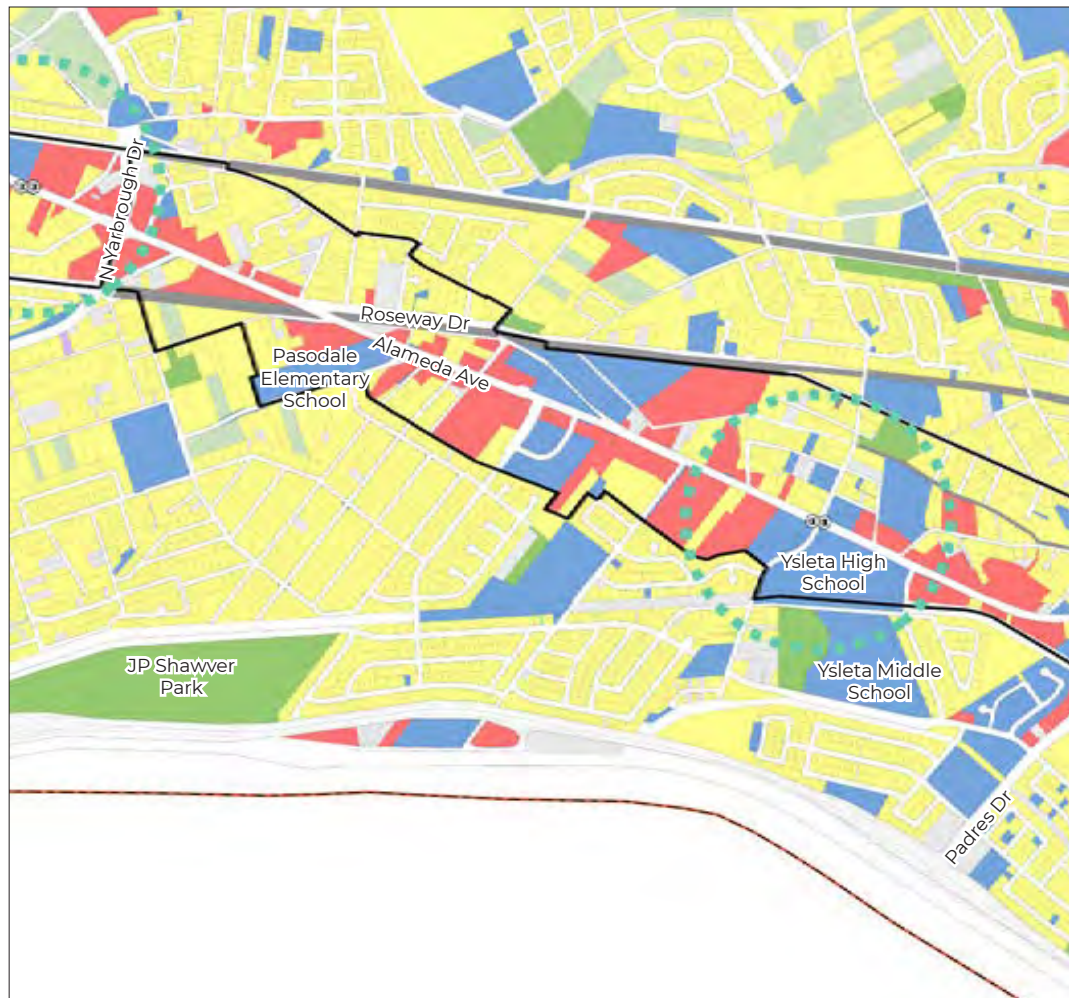 N Yarbrough Dr
Roseway Dr
Alameda Ave
Pasodale
Elementary
School
Ysleta High
School
JP Shawver
Park
Ysleta Middle
School
Padres Dr